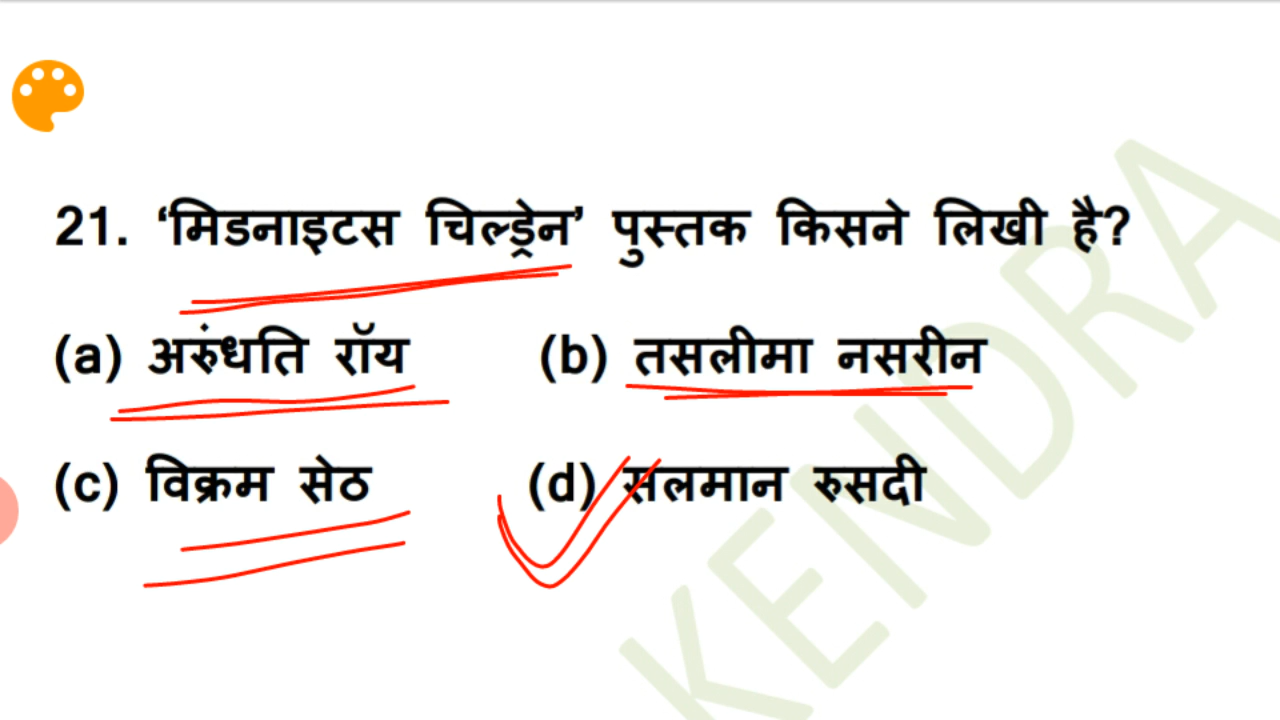 21. ‘मिडनाइटस चिल्ड्रेन’ पुस्तक किसने लिखी है?
(a) अरुंधति रॉय (b) तसलीमा नसरीन
(c) विक्रम सेठ (d) सलमान रुसदी
KENDRA